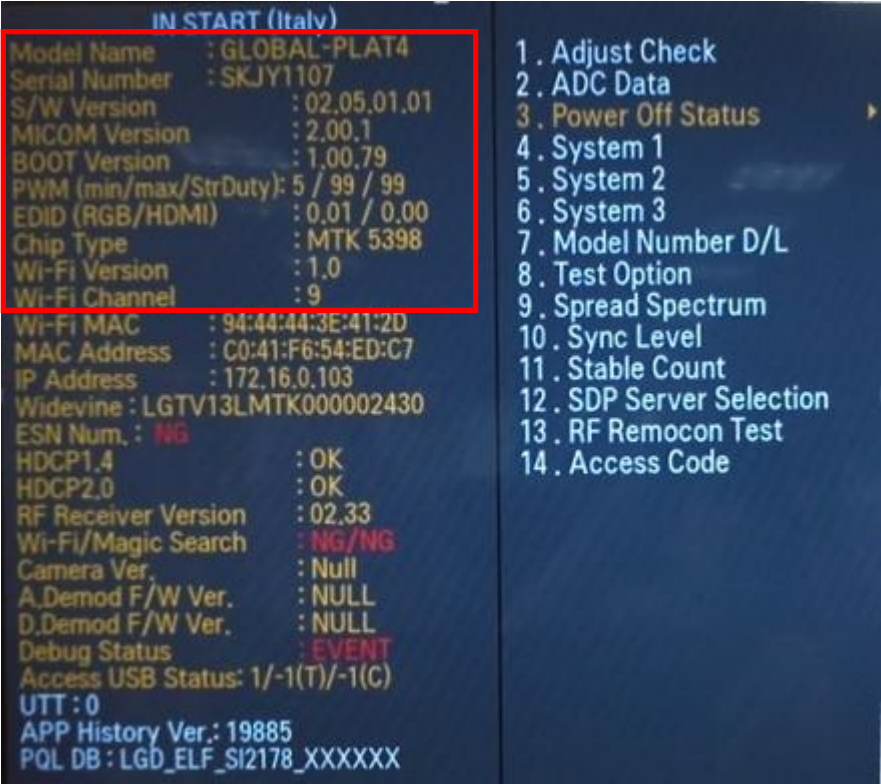 IN START (Italy)
Model Name : GLOBAL-PLAT4
Serial Number : SKJY1107
S/W Version : 02.05.01.01
MICOM Version : 2.00.1
BOOT Version : 1.00.79
PWM (min/max/StrDuty): 5 / 99 / 99
EDID (RGB/HDMI) : 0.01 / 0.00
Chip Type : MTK 5398
Wi-Fi Version : 1.0
Wi-Fi Channel : 9
Wi-Fi MAC : 94:44:44:3E:41:2D
MAC Address : C0:41:F6:54:ED:C7
IP Address : 172.16.0.103
Widevine : LGTV13LMTK000002430
ESN Num. : NG
HDCP1.4 : OK
HDCP2.0 : OK
RF Receiver Version : 02.33
Wi-Fi/Magic Search : NG/NG
Camera Ver. : Null
A.Demod F/W Ver. : NULL
D.Demod F/W Ver. : NULL
Debug Status : EVENT
Access USB Status: 1/-1(T)/-1(C)
UTT : 0
APP History Ver.: 19885
PQL DB : LGD_ELF_SI2178_XXXXXX
1 . Adjust Check
2 . ADC Data
3 . Power Off Status
4 . System 1
5 . System 2
6 . System 3
7 . Model Number D/L
8 . Test Option
9 . Spread Spectrum
10 . Sync Level
11 . Stable Count
12 . SDP Server Selection
13 . RF Remocon Test
14 . Access Code